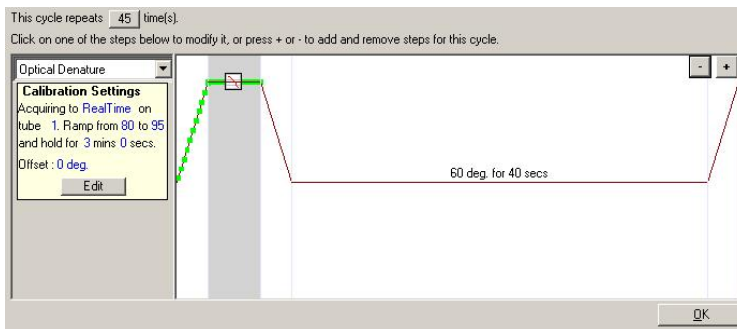 This cycle repeats 45 time(s).
Click on one of the steps below to modify it, or press + or - to add and remove steps for this cycle.
Optical Denature
- +
Calibration Settings
Acquiring to RealTime on
tube 1. Ramp from 80 to 95
and hold for 3 mins 0 secs.
Offset : 0 deg.
Edit
60 deg. for 40 secs
OK